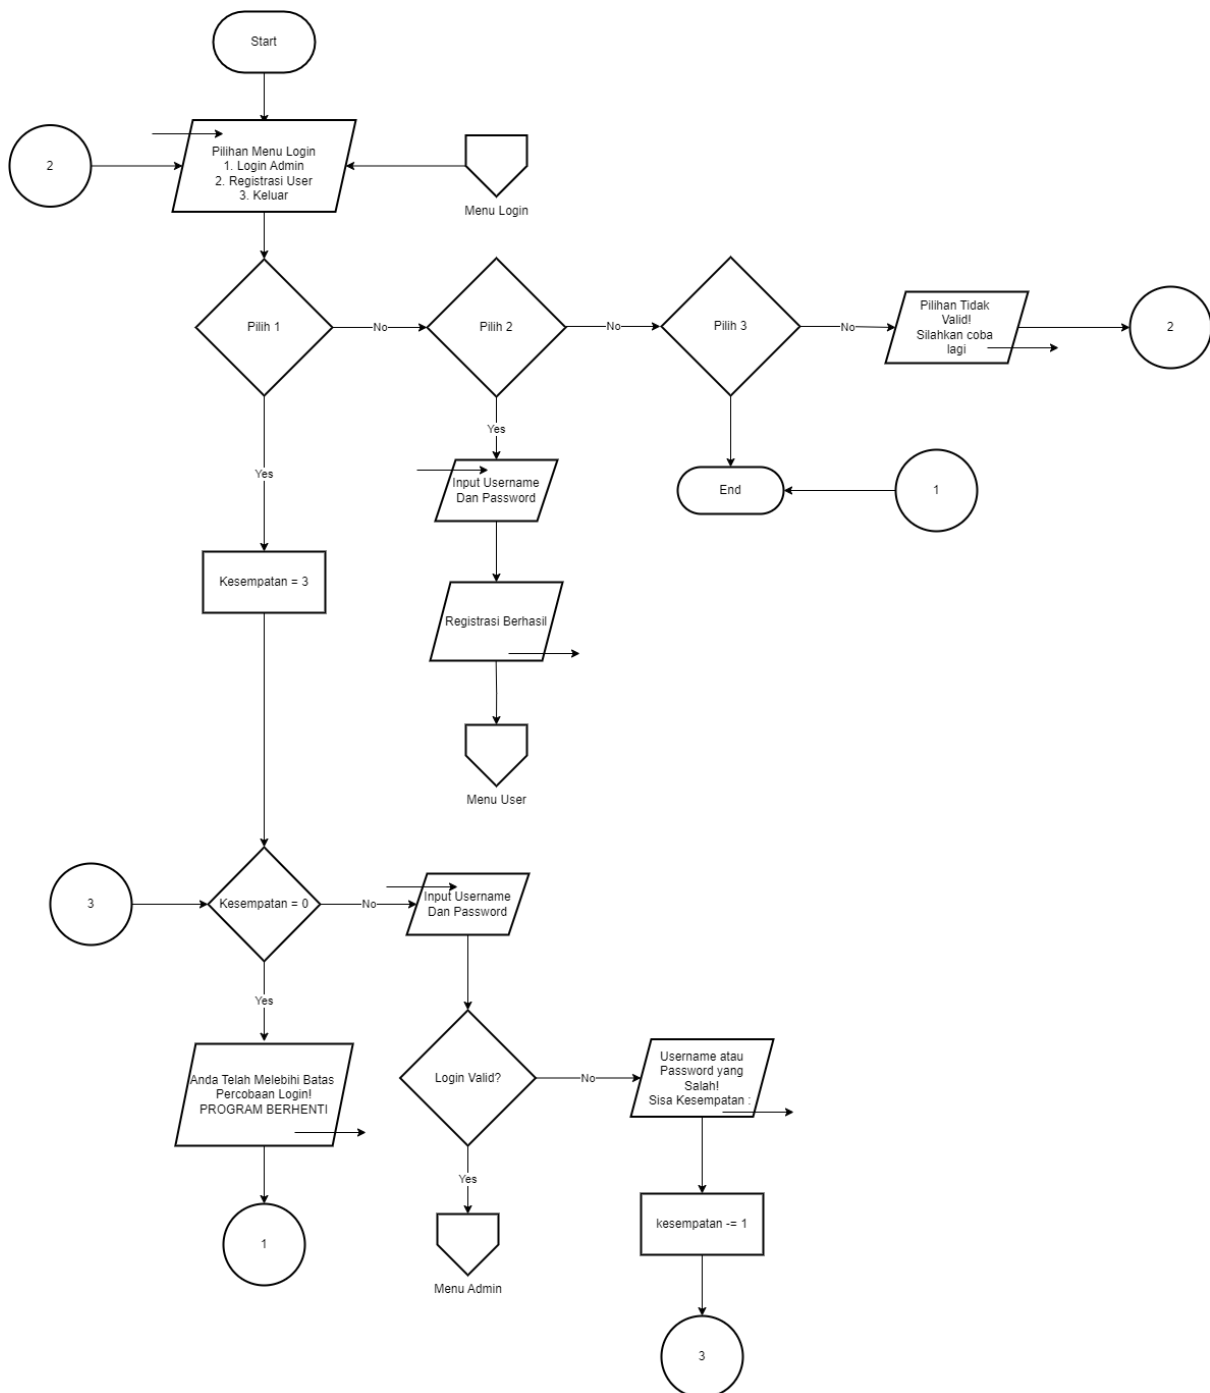 Start
2
Pilihan Menu Login
1. Login Admin
2. Registrasi User
3. Keluar
Menu Login
Pilih 1
No
Pilih 2
No
Pilih 3
No
Pilihan Tidak
Valid!
Silahkan coba
lagi
2
Yes
Yes
Input Username
Dan Password
End
1
Kesempatan = 3
Registrasi Berhasil
Menu User
3
Kesempatan = 0
No
Input Username
Dan Password
Yes
Anda Telah Melebihi Batas
Percobaan Login!
PROGRAM BERHENTI
Login Valid?
No
Username atau
Password yang
Salah!
Sisa Kesempatan :
Yes
1
Menu Admin
kesempatan -= 1
3